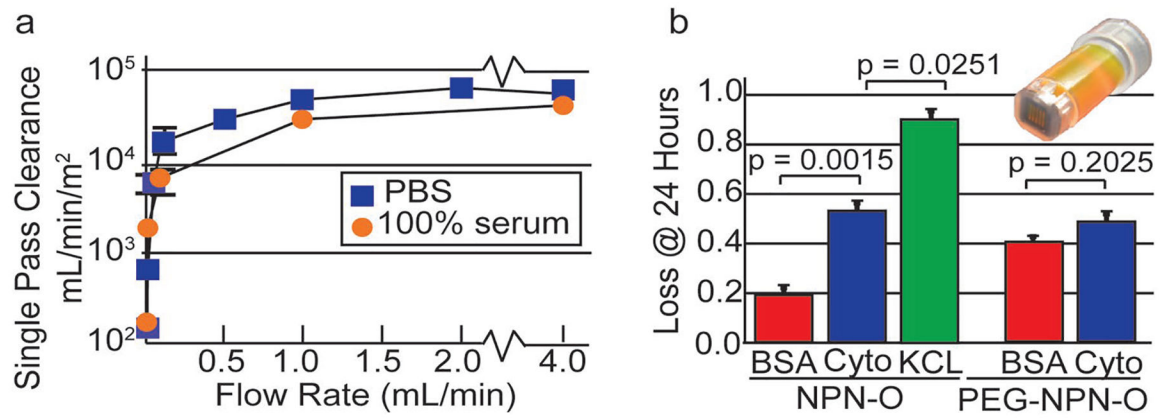 a
Single Pass Clearance
mL/min/m²
10⁵
10⁴
10³
10²
PBS
100% serum
0.5 1.0 1.5 2.0 4.0
Flow Rate (mL/min)
b
Loss @ 24 Hours
p = 0.0251
1.0
0.8
p = 0.0015 p = 0.2025
0.6
0.4
0.2
0.0
BSA Cyto KCL BSA Cyto
NPN-O PEG-NPN-O